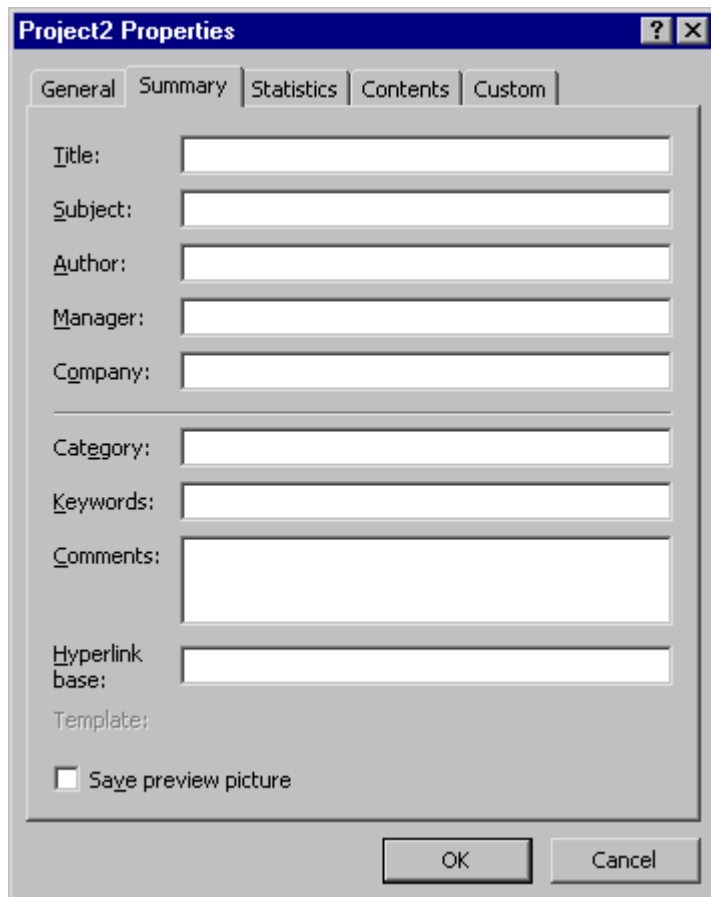 Project2 Properties
General Summary Statistics Contents Custom
Title:
Subject:
Author:
Manager:
Company:
Category:
Keywords:
Comments:
Hyperlink
base:
Template:
Save preview picture
OK Cancel